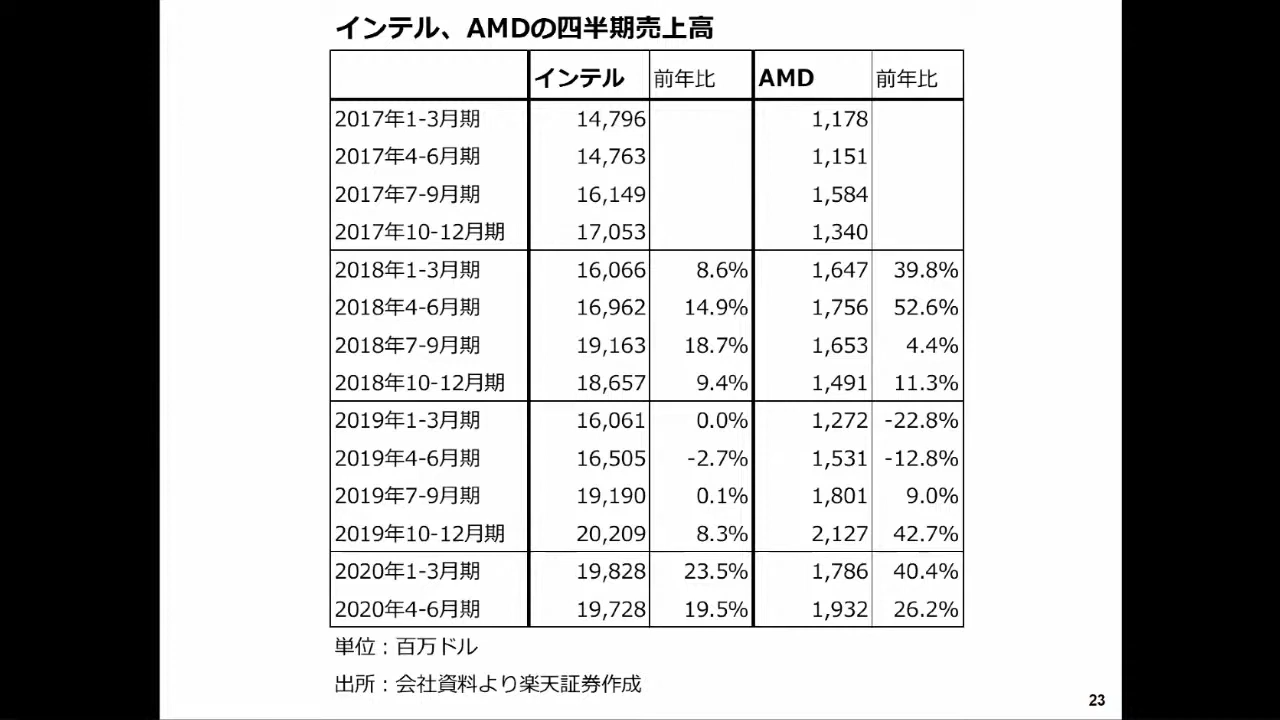 インテル、AMDの四半期売上高
インテル 前年比 AMD 前年比
2017年1-3月期 14,796 1,178
2017年4-6月期 14,763 1,151
2017年7-9月期 16,149 1,584
2017年10-12月期 17,053 1,340
2018年1-3月期 16,066 8.6% 1,647 39.8%
2018年4-6月期 16,962 14.9% 1,756 52.6%
2018年7-9月期 19,163 18.7% 1,653 4.4%
2018年10-12月期 18,657 9.4% 1,491 11.3%
2019年1-3月期 16,061 0.0% 1,272 -22.8%
2019年4-6月期 16,505 -2.7% 1,531 -12.8%
2019年7-9月期 19,190 0.1% 1,801 9.0%
2019年10-12月期 20,209 8.3% 2,127 42.7%
2020年1-3月期 19,828 23.5% 1,786 40.4%
2020年4-6月期 19,728 19.5% 1,932 26.2%
単位：百万ドル
出所：会社資料より楽天証券作成
23